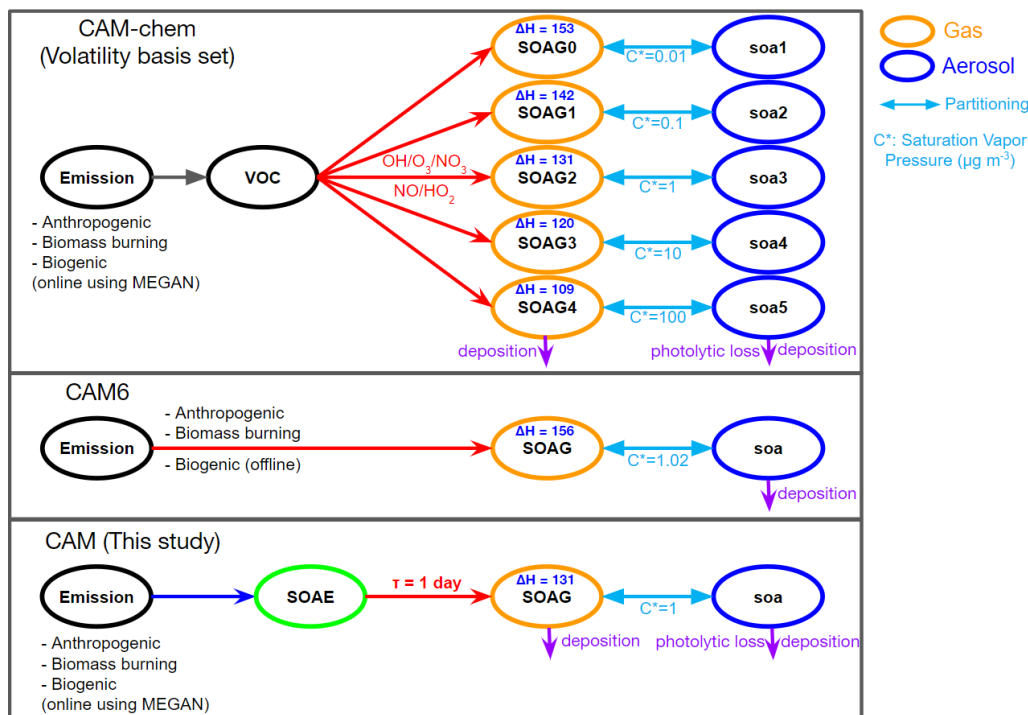 CAM-chem
(Volatility basis set)
Emission
- Anthropogenic
- Biomass burning
- Biogenic
(online using MEGAN)
VOC
OH/O₃/NO₃
NO/HO₂
ΔH = 153
SOAG0
C*=0.01
soa1
ΔH = 142
SOAG1
C*=0.1
soa2
ΔH = 131
SOAG2
C*=1
soa3
ΔH = 120
SOAG3
C*=10
soa4
ΔH = 109
SOAG4
C*=100
soa5
deposition
photolytic loss
deposition
Gas
Aerosol
Partitioning
C*: Saturation Vapor
Pressure (μg m⁻³)
CAM6
Emission
- Anthropogenic
- Biomass burning
- Biogenic (offline)
ΔH = 156
SOAG
C*=1.02
soa
deposition
CAM (This study)
Emission
- Anthropogenic
- Biomass burning
- Biogenic
(online using MEGAN)
SOAE
τ = 1 day
ΔH = 131
SOAG
C*=1
soa
deposition
photolytic loss
deposition